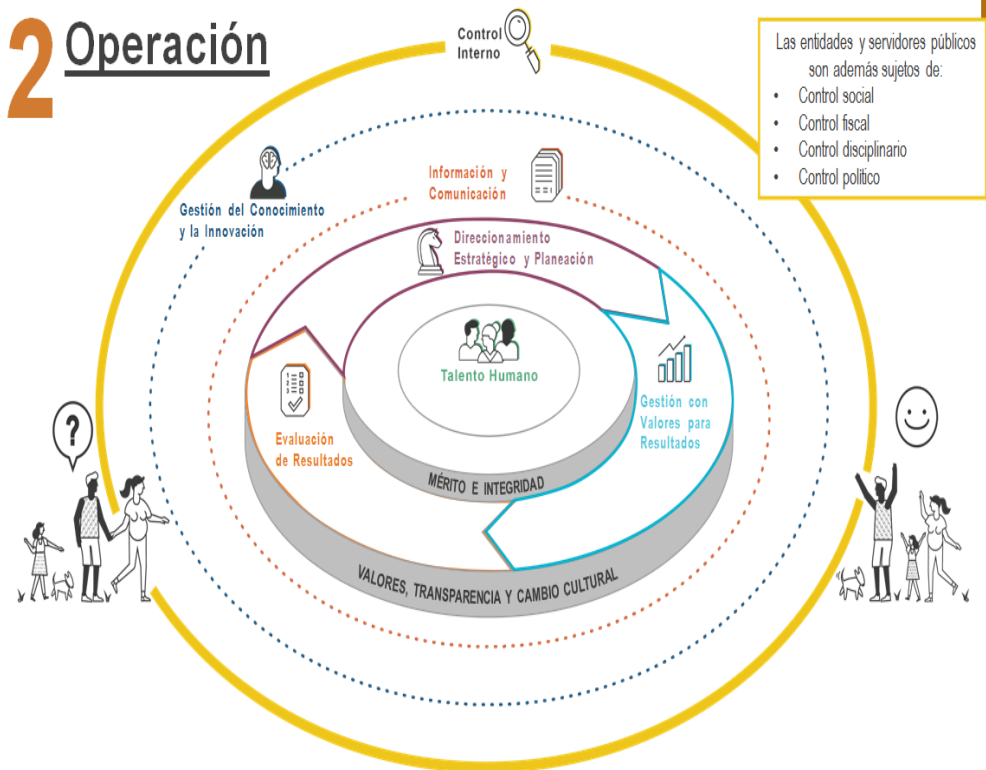 2 Operación
Control
Interno
Las entidades y servidores públicos
son además sujetos de:
• Control social
• Control fiscal
• Control disciplinario
• Control político
Gestión del Conocimiento
y la Innovación
Información y
Comunicación
Direccionamiento
Estratégico y Planeación
Talento Humano
Gestión con
Valores para
Resultados
Evaluación
de Resultados
MÉRITO E INTEGRIDAD
VALORES, TRANSPARENCIA Y CAMBIO CULTURAL
?